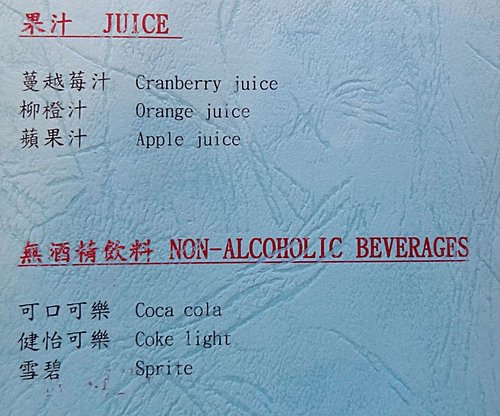 果汁 JUICE
蔓越莓汁 Cranberry juice
柳橙汁 Orange juice
蘋果汁 Apple juice
無酒精飲料 NON-ALCOHOLIC BEVERAGES
可口可樂 Coca cola
健怡可樂 Coke light
雪碧 Sprite